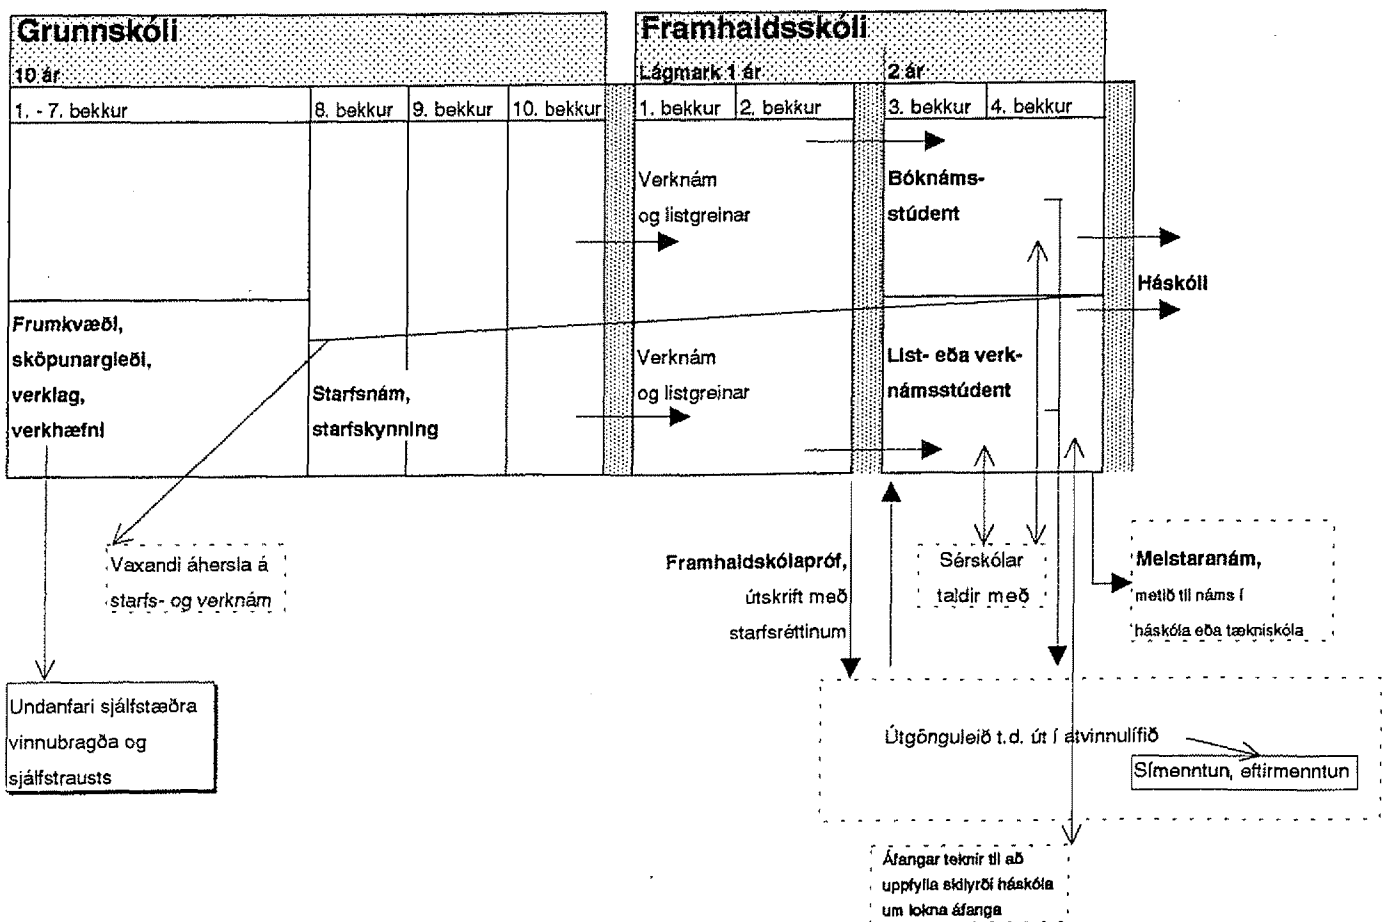 Grunnskóli
10 ár
1. - 7. bekkur
8. bekkur
9. bekkur
10. bekkur
Framhaldsskóli
Lágmark 1 ár
2 ár
1. bekkur
2. bekkur
3. bekkur
4. bekkur
Verknám
og listgreinar
Bóknáms-
stúdent
Háskóli
Frumkvæði,
sköpunargleði,
verklag,
verkhæfni
Starfsnám,
starfskynning
Verknám
og listgreinar
List- eða verk-
námsstúdent
Vaxandi áhersla á
starfs- og verknám
Framhaldskólapróf,
útskrift með
starfsréttinum
Sérskólar
taldir með
Meistaranám,
metið til náms í
háskóla eða tækniskóla
Undanfari sjálfstæðra
vinnubragða og
sjálfstrausts
Útgönguleið t.d. út í atvinnulífið
Símenntun, eftirmenntun
Áfangar teknir til að
uppfylla skilyrði háskóla
um lokna áfanga